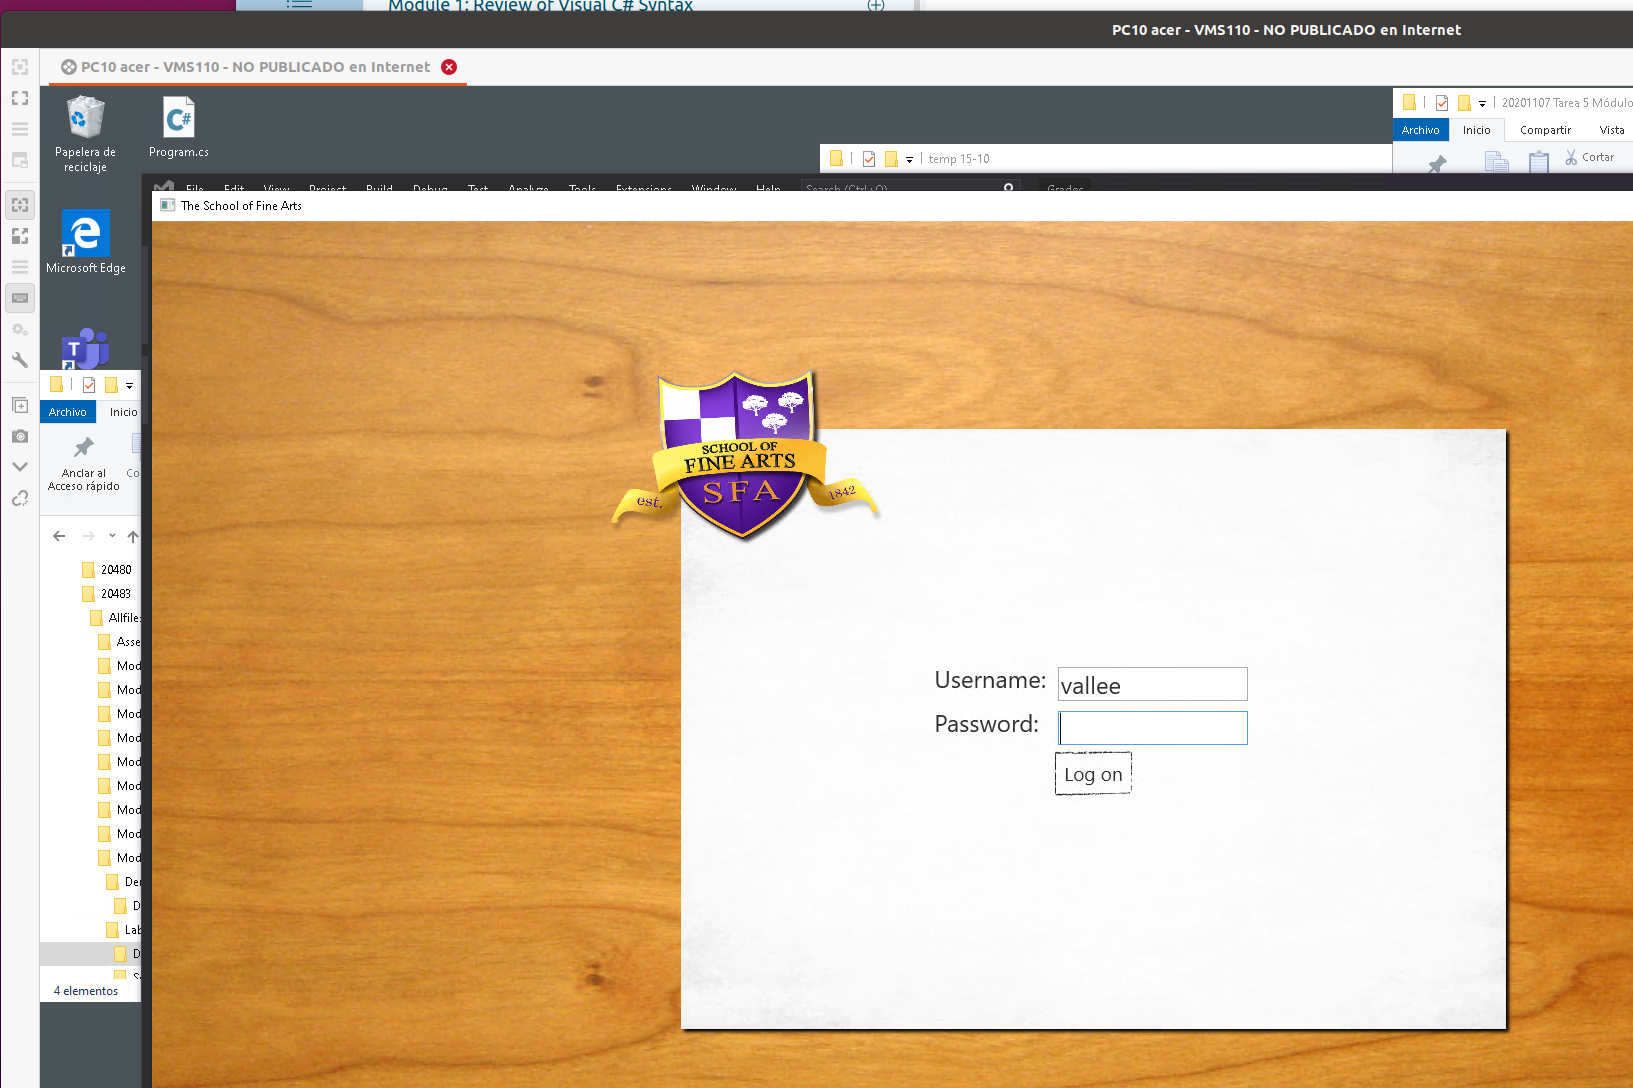 Module 1: Review of Visual C# Syntax
PC10 acer - VMS110 - NO PUBLICADO en Internet
PC10 acer - VMS110 - NO PUBLICADO en Internet
Papelera de
reciclaje
Program.cs
20201107 Tarea 5 Módulo
Archivo Inicio Compartir Vista
Cortar
temp 15-10
File Edit View Project Build Debug Test Analyze Tools Extensions Window Help Search (Ctrl+Q) Grades
The School of Fine Arts
Microsoft Edge
Archivo Inicio
Anclar al
Acceso rápido
Co
20480
20483
Allfiles
Asse
Mod
Mod
Mod
Mod
Mod
Mod
Mod
Mod
Mod
Der
D
Lab
D
4 elementos
SCHOOL OF
FINE ARTS
est. SFA 1842
Username: vallee
Password:
Log on